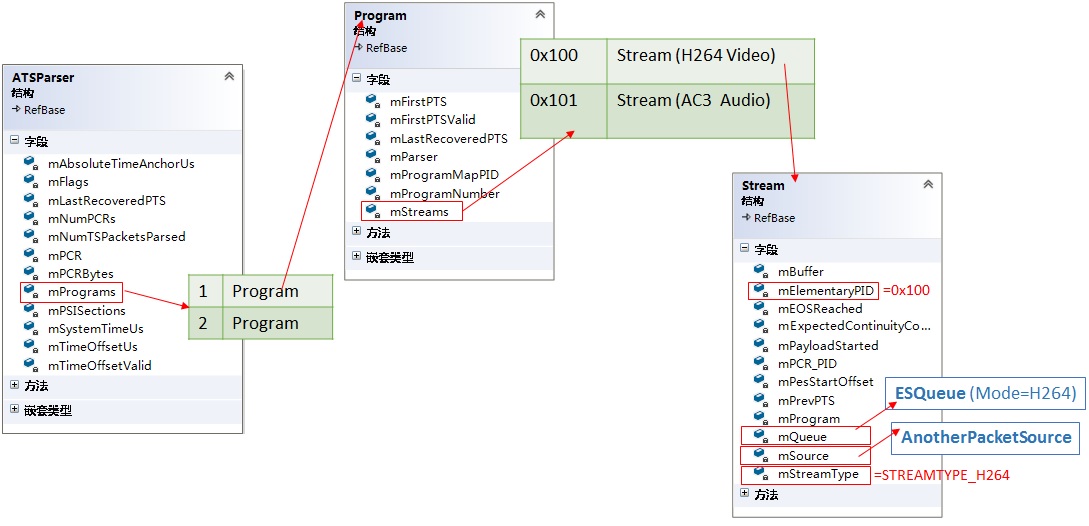 ATSParser
结构
RefBase
字段
mAbsoluteTimeAnchorUs
mFlags
mLastRecoveredPTS
mNumPCRs
mNumTSPacketsParsed
mPCR
mPCRBytes
mPrograms
mPSISections
mSystemTimeUs
mTimeOffsetUs
mTimeOffsetValid
方法
嵌套类型
1 Program
2 Program
Program
结构
RefBase
字段
mFirstPTS
mFirstPTSValid
mLastRecoveredPTS
mParser
mProgramMapPID
mProgramNumber
mStreams
方法
嵌套类型
0x100 Stream (H264 Video)
0x101 Stream (AC3 Audio)
Stream
结构
RefBase
字段
mBuffer
mElementaryPID =0x100
mEOSReached
mExpectedContinuityCo...
mPayloadStarted
mPCR_PID
mPesStartOffset
mPrevPTS
mProgram
mQueue
mSource
mStreamType =STREAMTYPE_H264
方法
ESQueue (Mode=H264)
AnotherPacketSource